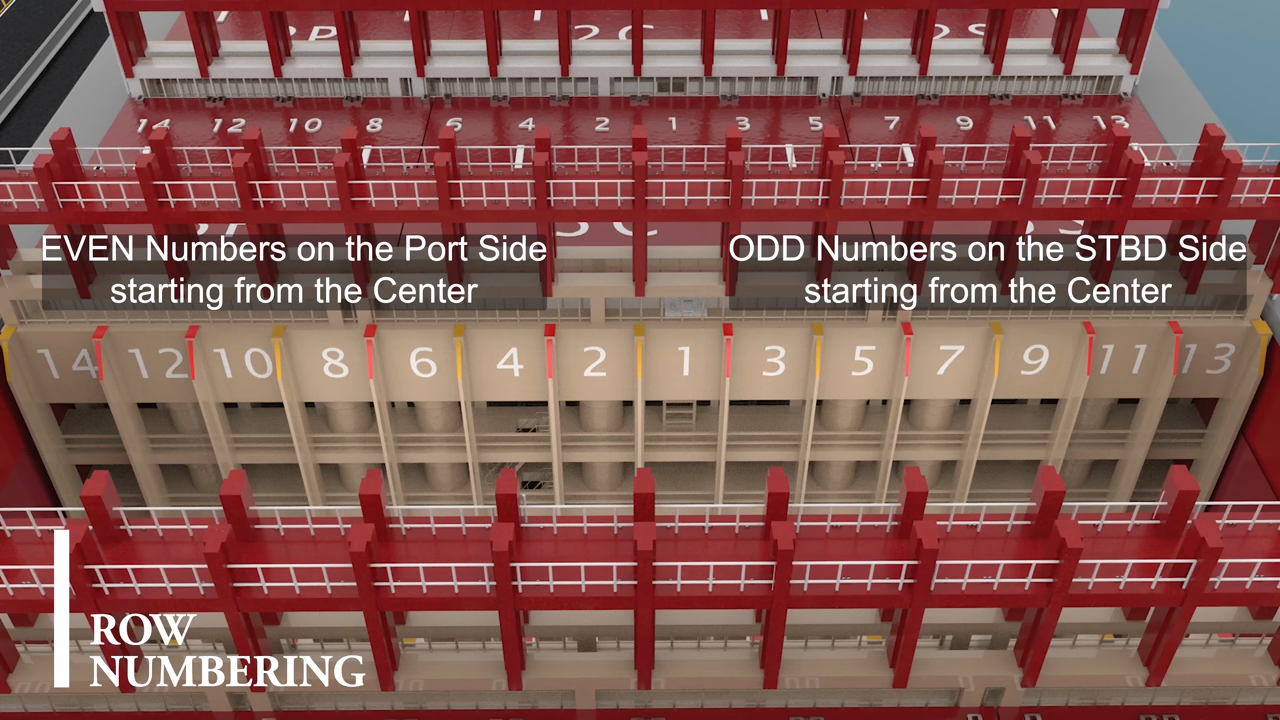 2C
14 12 10 8 6 4 2 1 3 5 7 9 11 13
EVEN Numbers on the Port Side
starting from the Center
ODD Numbers on the STBD Side
starting from the Center
14 12 10 8 6 4 2 1 3 5 7 9 11 13
ROW
NUMBERING